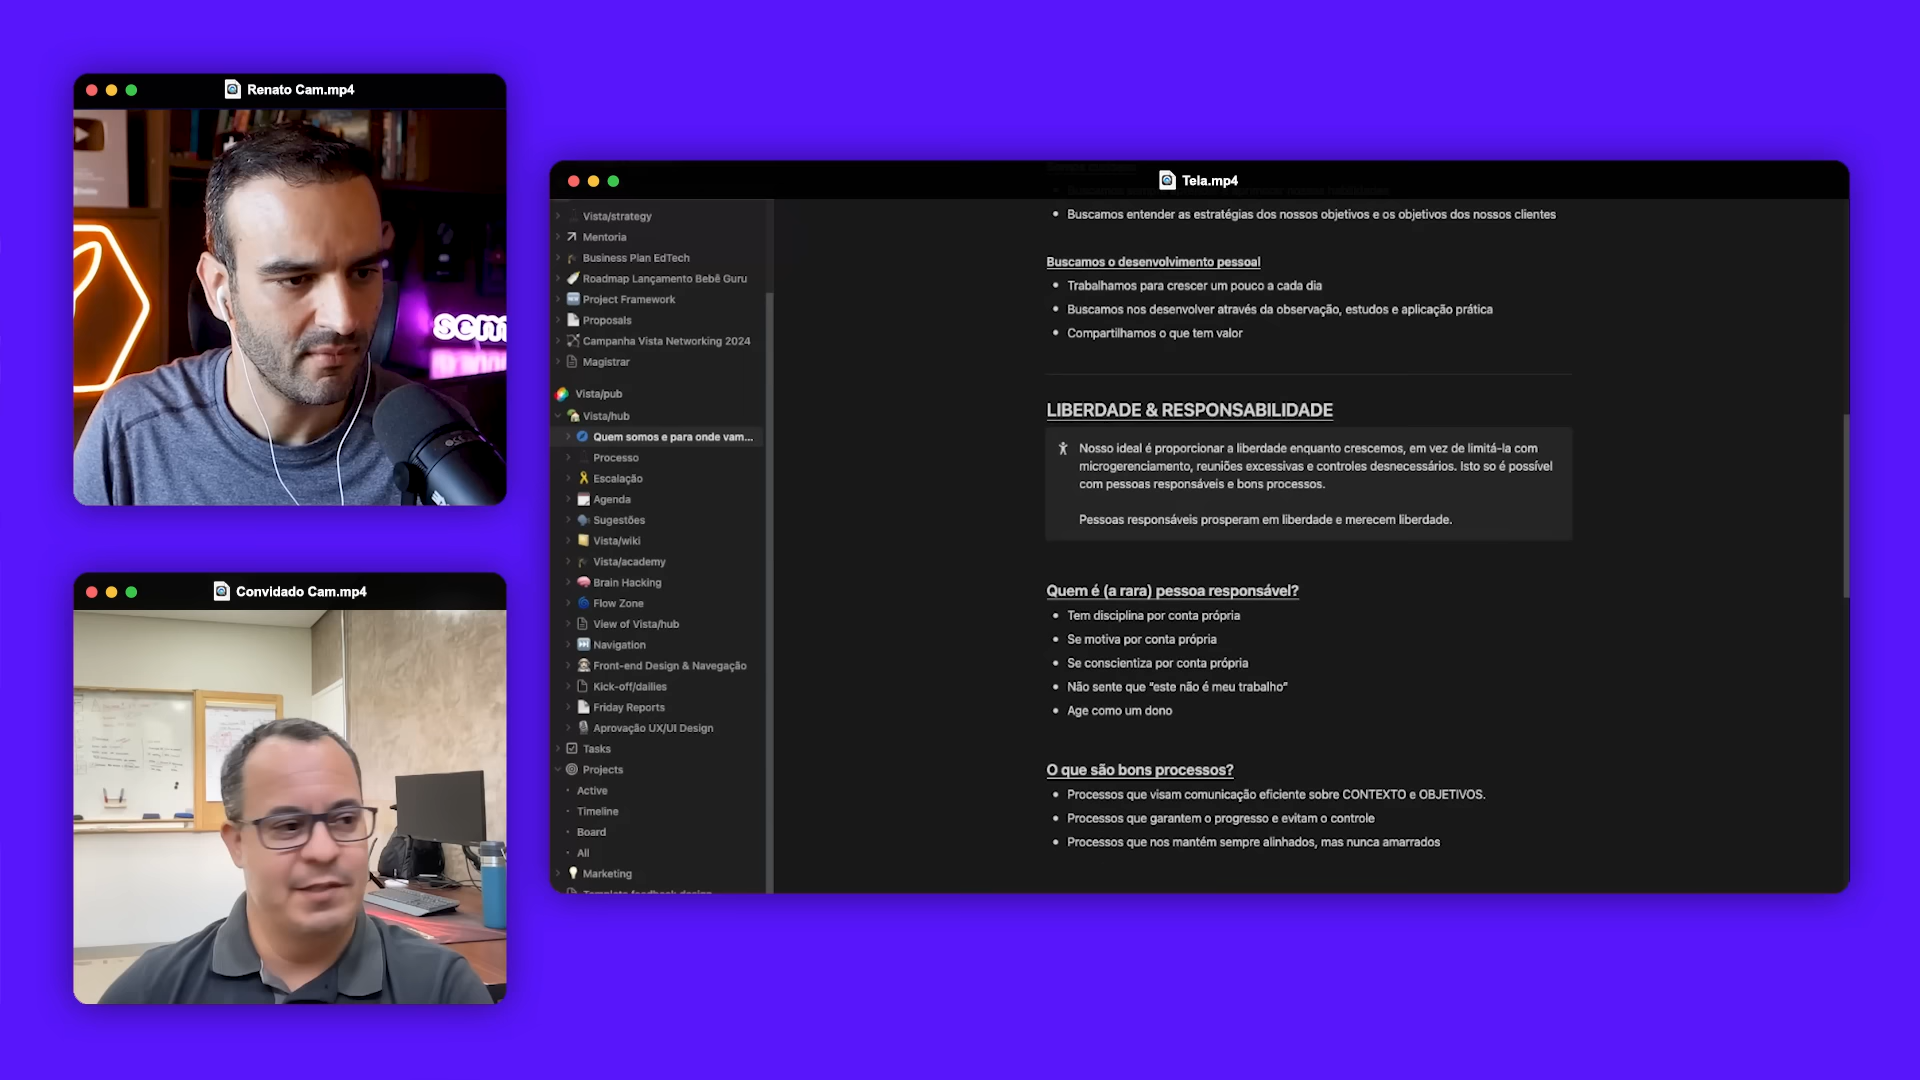 Renato Cam.mp4
Convidado Cam.mp4
Tela.mp4
Vista/strategy
Mentoria
Business Plan EdTech
Roadmap Lançamento Bebê Guru
Project Framework
Proposals
Campanha Vista Networking 2024
Magistrar
Vista/pub
Vista/hub
Quem somos e para onde vam...
Processo
Escalação
Agenda
Sugestões
Vista/wiki
Vista/academy
Brain Hacking
Flow Zone
View of Vista/hub
Navigation
Front-end Design & Navegação
Kick-off/dailies
Friday Reports
Aprovação UX/UI Design
Tasks
Projects
Active
Timeline
Board
All
Marketing
Buscamos entender as estratégias dos nossos objetivos e os objetivos dos nossos clientes
Buscamos o desenvolvimento pessoal
Trabalhamos para crescer um pouco a cada dia
Buscamos nos desenvolver através da observação, estudos e aplicação prática
Compartilhamos o que tem valor
LIBERDADE & RESPONSABILIDADE
Nosso ideal é proporcionar a liberdade enquanto crescemos, em vez de limitá-la com
microgerenciamento, reuniões excessivas e controles desnecessários. Isto so é possível
com pessoas responsáveis e bons processos.
Pessoas responsáveis prosperam em liberdade e merecem liberdade.
Quem é (a rara) pessoa responsável?
Tem disciplina por conta própria
Se motiva por conta própria
Se conscientiza por conta própria
Não sente que “este não é meu trabalho”
Age como um dono
O que são bons processos?
Processos que visam comunicação eficiente sobre CONTEXTO e OBJETIVOS.
Processos que garantem o progresso e evitam o controle
Processos que nos mantém sempre alinhados, mas nunca amarrados